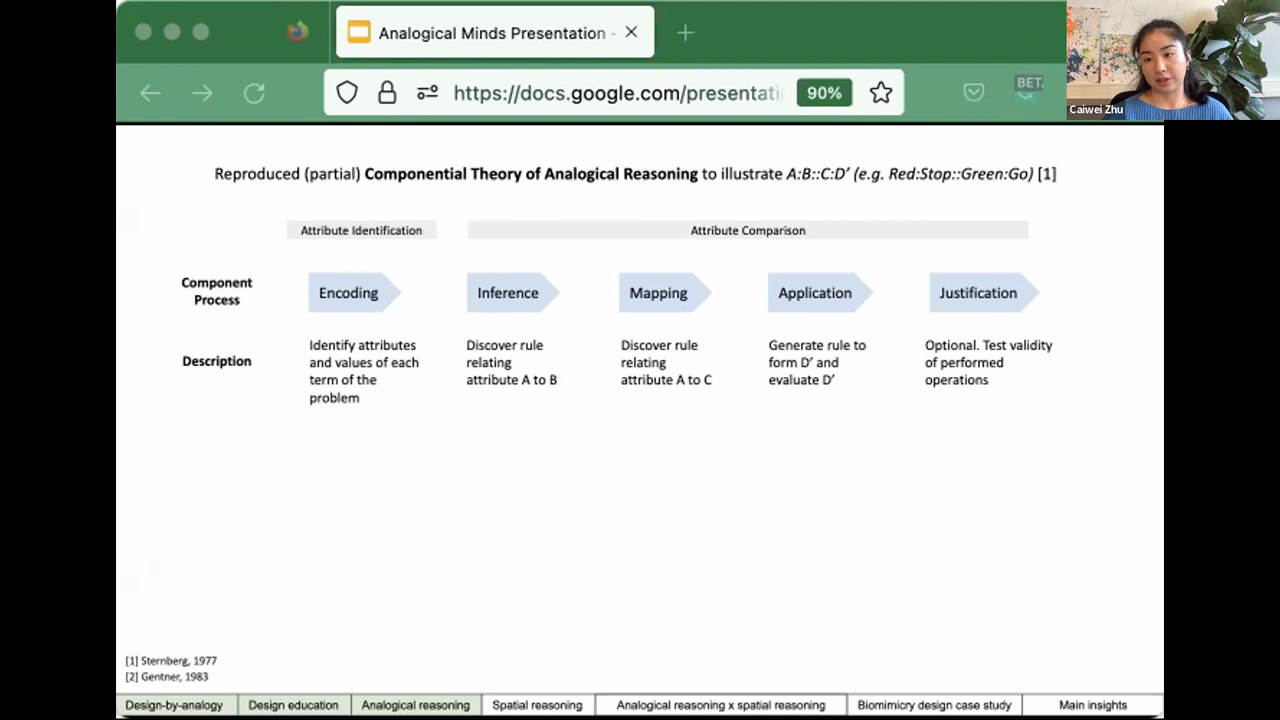 Analogical Minds Presentation -
https://docs.google.com/presentati
90%
BET
Caiwei Zhu
Reproduced (partial) Componential Theory of Analogical Reasoning to illustrate A:B::C:D’ (e.g. Red:Stop::Green:Go) [1]
Attribute Identification
Attribute Comparison
Component
Process
Encoding
Inference
Mapping
Application
Justification
Description
Identify attributes
and values of each
term of the
problem
Discover rule
relating
attribute A to B
Discover rule
relating
attribute A to C
Generate rule to
form D’ and
evaluate D’
Optional. Test validity
of performed
operations
[1] Sternberg, 1977
[2] Gentner, 1983
Design-by-analogy
Design education
Analogical reasoning
Spatial reasoning
Analogical reasoning x spatial reasoning
Biomimicry design case study
Main insights